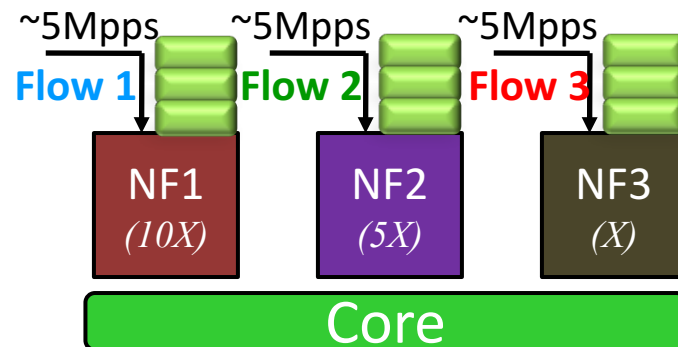 ~5Mpps ~5Mpps ~5Mpps
Flow 1 Flow 2 Flow 3
NF1 NF2 NF3
(10X) (5X) (X)
Core